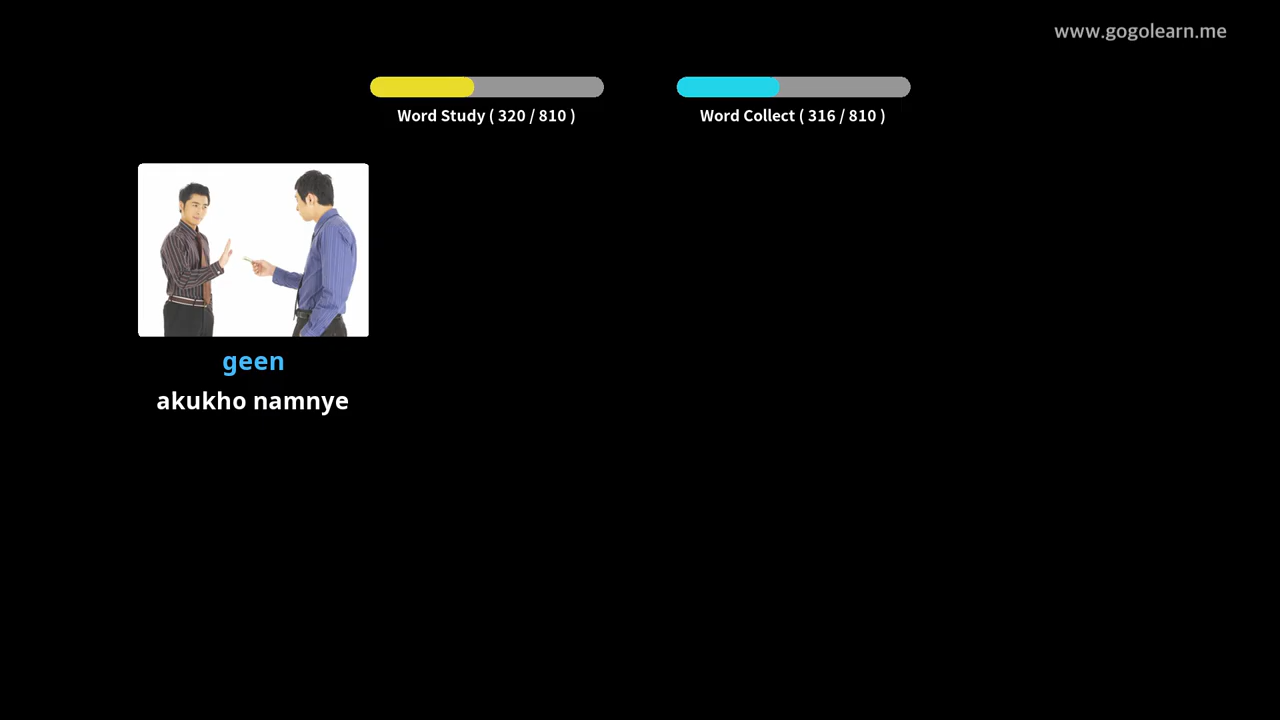 www.gogolearn.me
Word Study ( 320 / 810 )
Word Collect ( 316 / 810 )
geen
akukho namnye